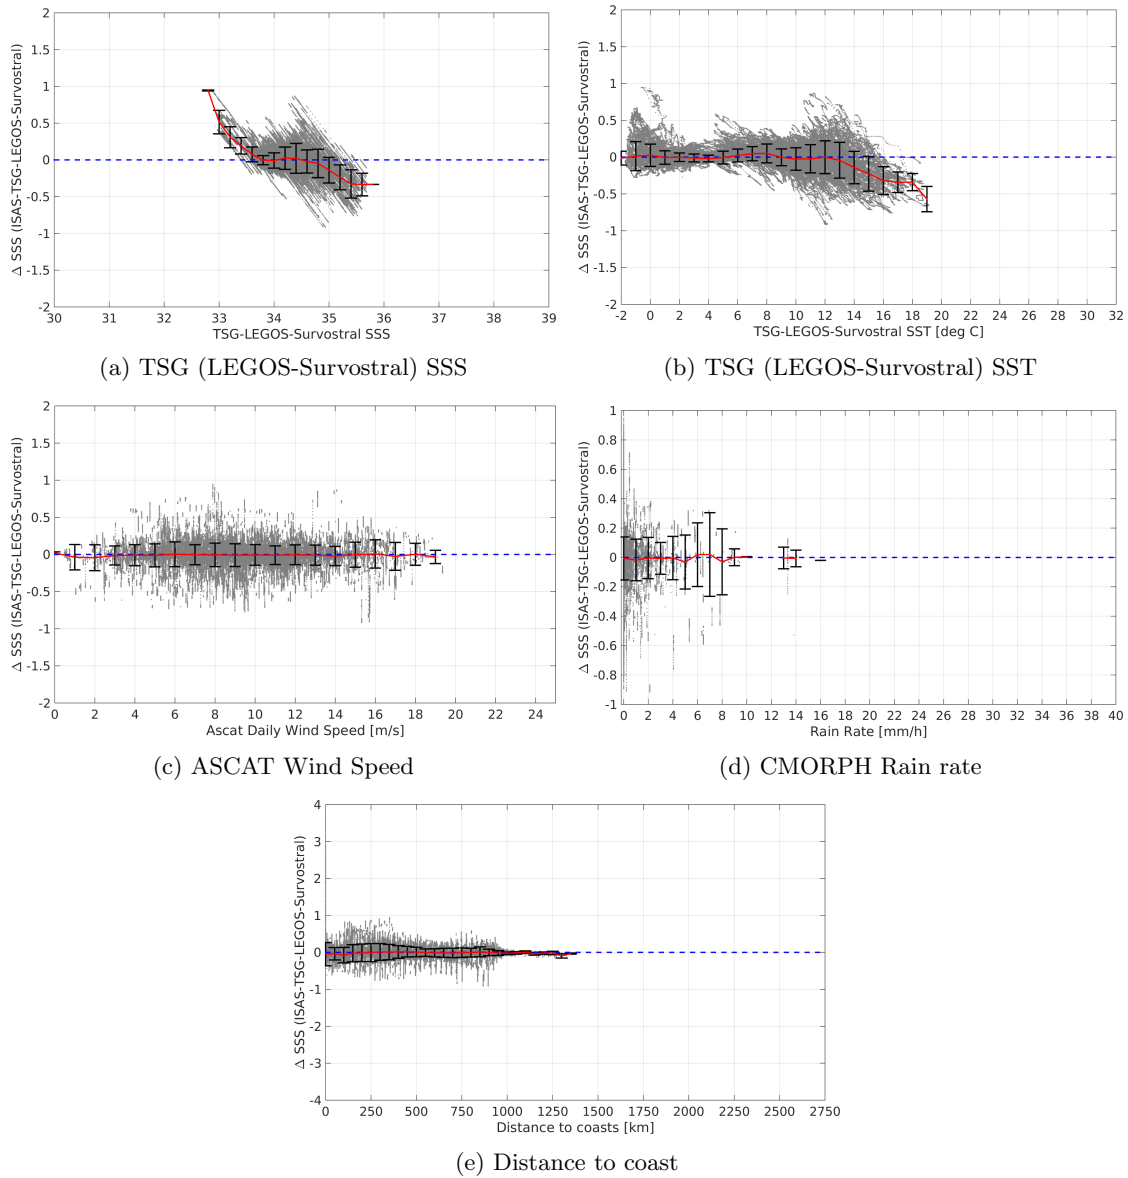 2
1.5
1
0.5
0
-0.5
-1
-1.5
-2
Δ SSS (ISAS-TSG-LEGOS-Survostral)
30 31 32 33 34 35 36 37 38 39
TSG-LEGOS-Survostral SSS
(a) TSG (LEGOS-Survostral) SSS
2
1.5
1
0.5
0
-0.5
-1
-1.5
-2
Δ SSS (ISAS-TSG-LEGOS-Survostral)
-2 0 2 4 6 8 10 12 14 16 18 20 22 24 26 28 30 32
TSG-LEGOS-Survostral SST [deg C]
(b) TSG (LEGOS-Survostral) SST
2
1.5
1
0.5
0
-0.5
-1
-1.5
-2
Δ SSS (ISAS-TSG-LEGOS-Survostral)
0 2 4 6 8 10 12 14 16 18 20 22 24
Ascat Daily Wind Speed [m/s]
(c) ASCAT Wind Speed
1
0.8
0.6
0.4
0.2
0
-0.2
-0.4
-0.6
-0.8
-1
Δ SSS (ISAS-TSG-LEGOS-Survostral)
0 2 4 6 8 10 12 14 16 18 20 22 24 26 28 30 32 34 36 38 40
Rain Rate [mm/h]
(d) CMORPH Rain rate
4
3
2
1
0
-1
-2
-3
-4
Δ SSS (ISAS-TSG-LEGOS-Survostral)
0 250 500 750 1000 1250 1500 1750 2000 2250 2500 2750
Distance to coasts [km]
(e) Distance to coast